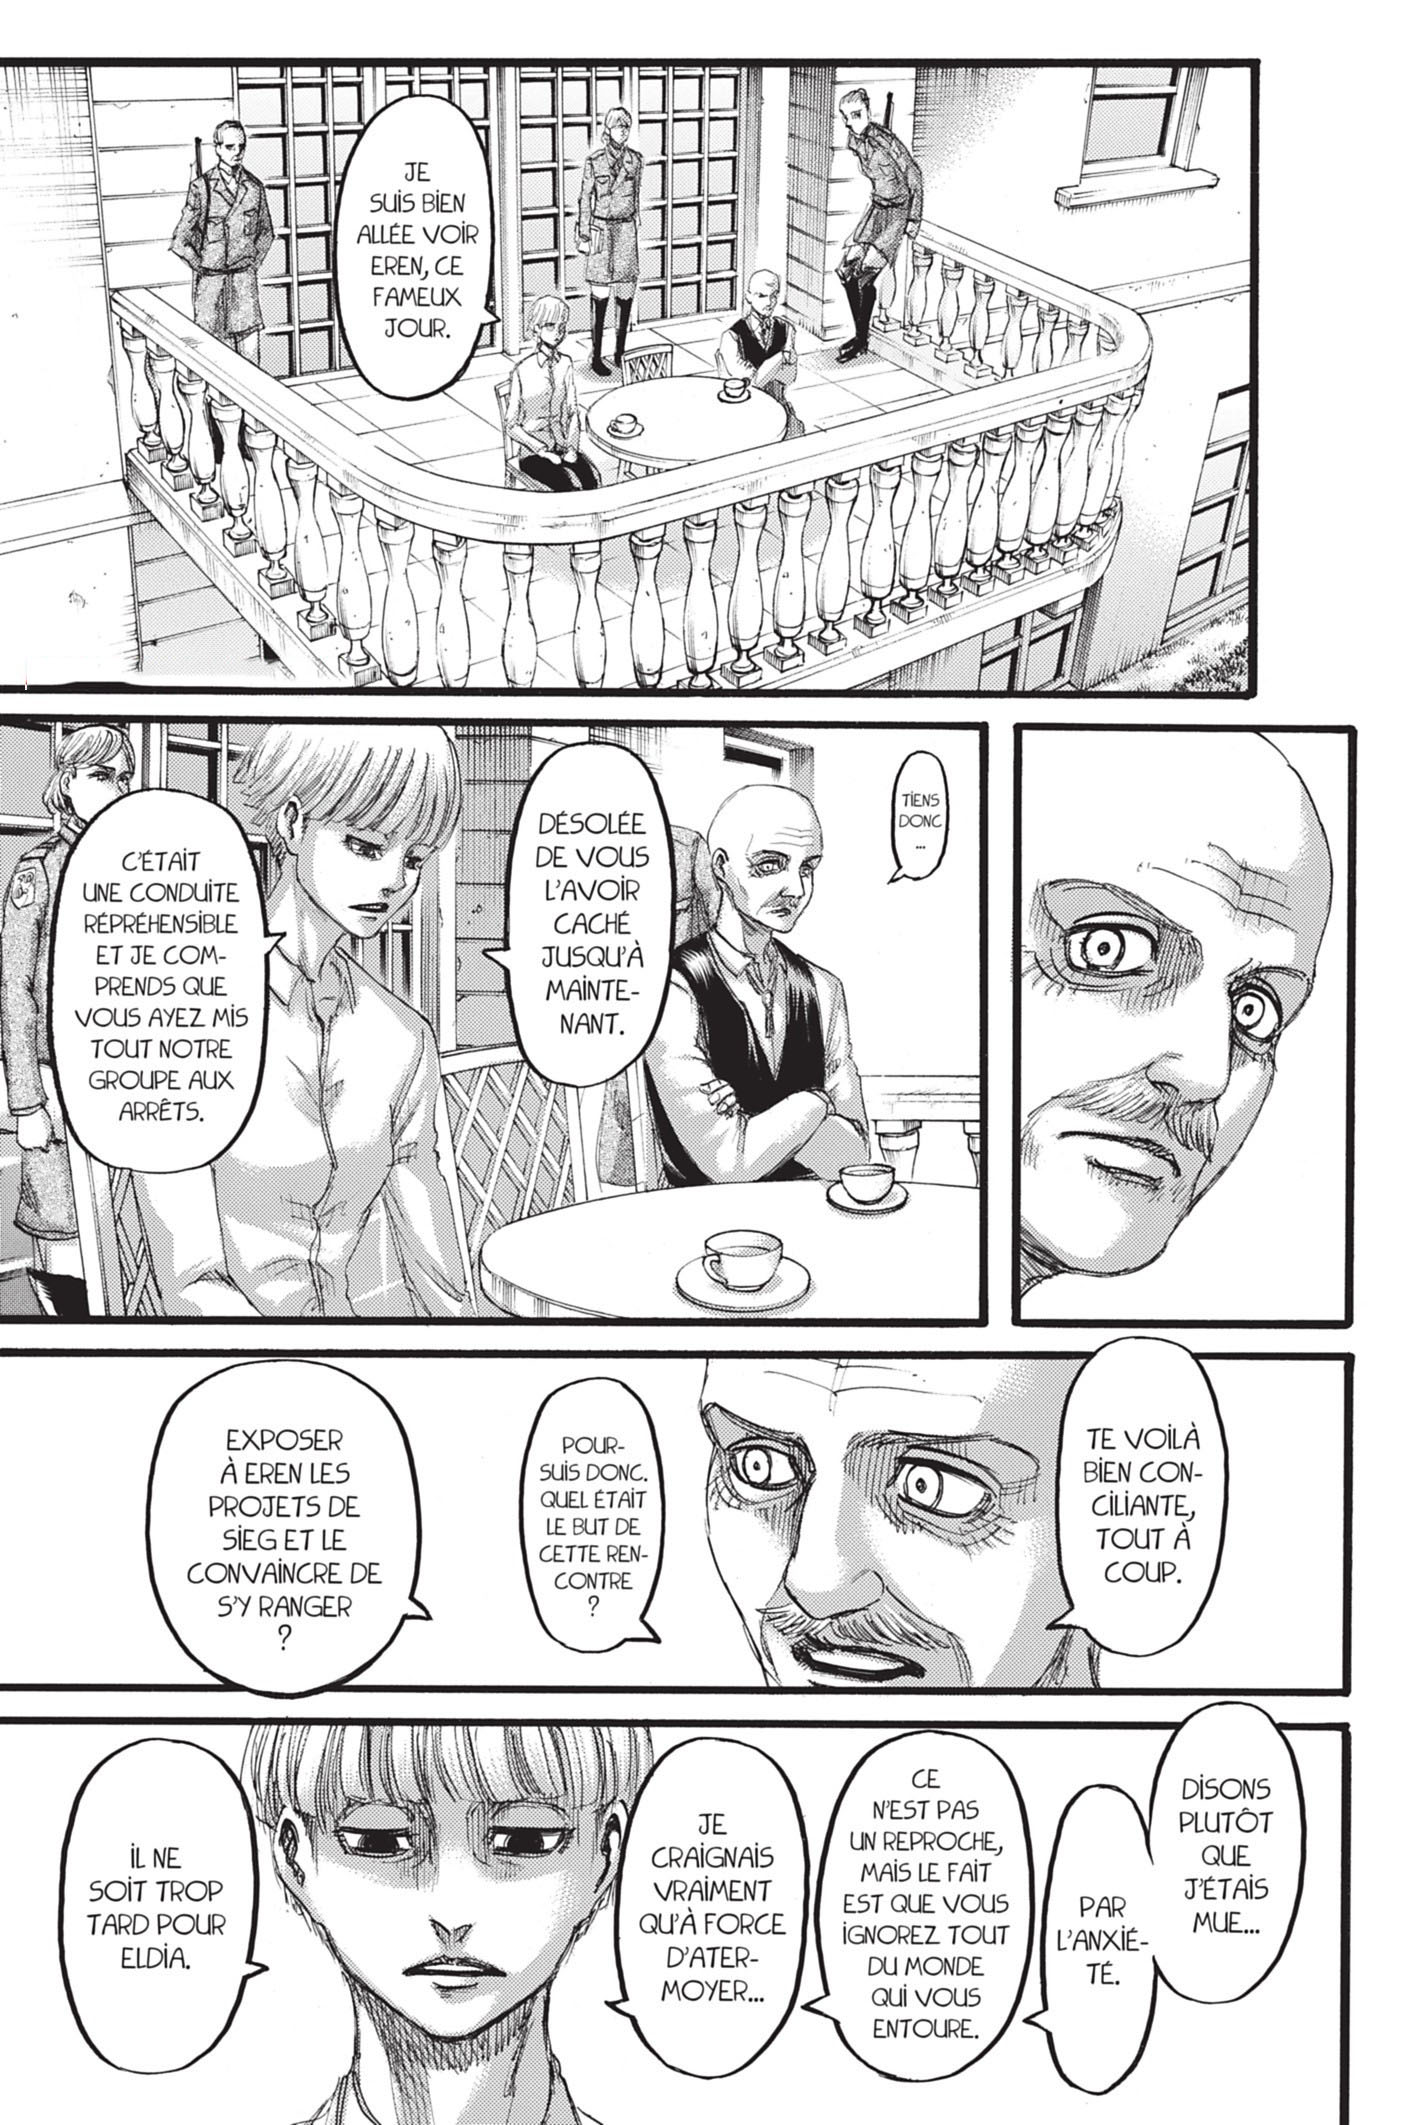 JE
SUIS BIEN
ALLÉE VOIR
EREN, CE
FAMEUX
JOUR.
TIENS
DONC
...
DÉSOLÉE
DE VOUS
L'AVOIR
CACHÉ
JUSQU'À
MAINTE-
NANT.
C'ÉTAIT
UNE CONDUITE
RÉPRÉHENSIBLE
ET JE COM-
PRENDS QUE
VOUS AYEZ MIS
TOUT NOTRE
GROUPE AUX
ARRÊTS.
TE VOILÀ
BIEN CON-
CILIANTE,
TOUT À
COUP.
POUR-
SUIS DONC.
QUEL ÉTAIT
LE BUT DE
CETTE REN-
CONTRE
?
EXPOSER
À EREN LES
PROJETS DE
SIEG ET LE
CONVAINCRE DE
S'Y RANGER
?
DISONS
PLUTÔT
QUE
J'ÉTAIS
MUE...
PAR
L'ANXIÉ-
TÉ.
CE
N'EST PAS
UN REPROCHE,
MAIS LE FAIT
EST QUE VOUS
IGNOREZ TOUT
DU MONDE
QUI VOUS
ENTOURE.
JE
CRAIGNAIS
VRAIMENT
QU'À FORCE
D'ATER-
MOYER...
IL NE
SOIT TROP
TARD POUR
ELDIA.